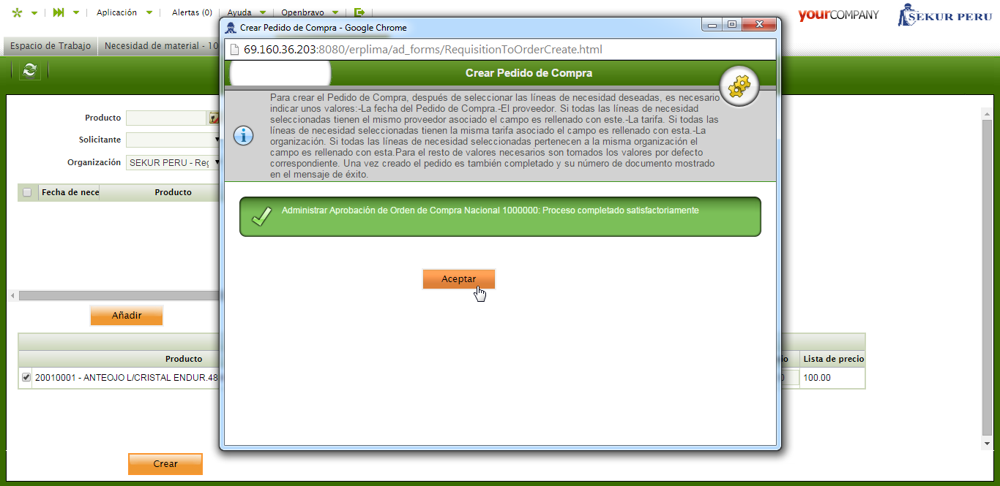 Aplicación
Alertas (0)
Ayuda
Openbravo
yourCOMPANY
SEKUR PERU
Espacio de Trabajo
Necesidad de material - 10
Crear Pedido de Compra - Google Chrome
69.160.36.203:8080/erplima/ad_forms/RequisitionToOrderCreate.html
Crear Pedido de Compra
Para crear el Pedido de Compra, después de seleccionar las líneas de necesidad deseadas, es necesario
indicar unos valores:-La fecha del Pedido de Compra.-El proveedor. Si todas las líneas de necesidad
seleccionadas tienen el mismo proveedor asociado el campo es rellenado con este.-La tarifa. Si todas las
líneas de necesidad seleccionadas tienen la misma tarifa asociado el campo es rellenado con esta.-La
organización. Si todas las líneas de necesidad seleccionadas pertenecen a la misma organización el
campo es rellenado con esta.Para el resto de valores necesarios son tomados los valores por defecto
correspondiente. Una vez creado el pedido es también completado y su número de documento mostrado
en el mensaje de éxito.
Administrar Aprobación de Orden de Compra Nacional 1000000: Proceso completado satisfactoriamente
Aceptar
Producto
Solicitante
Organización
SEKUR PERU - Reg
Fecha de nece
Producto
Añadir
Producto
io
Lista de precio
20010001 - ANTEOJO L/CRISTAL ENDUR.48
0
100.00
Crear